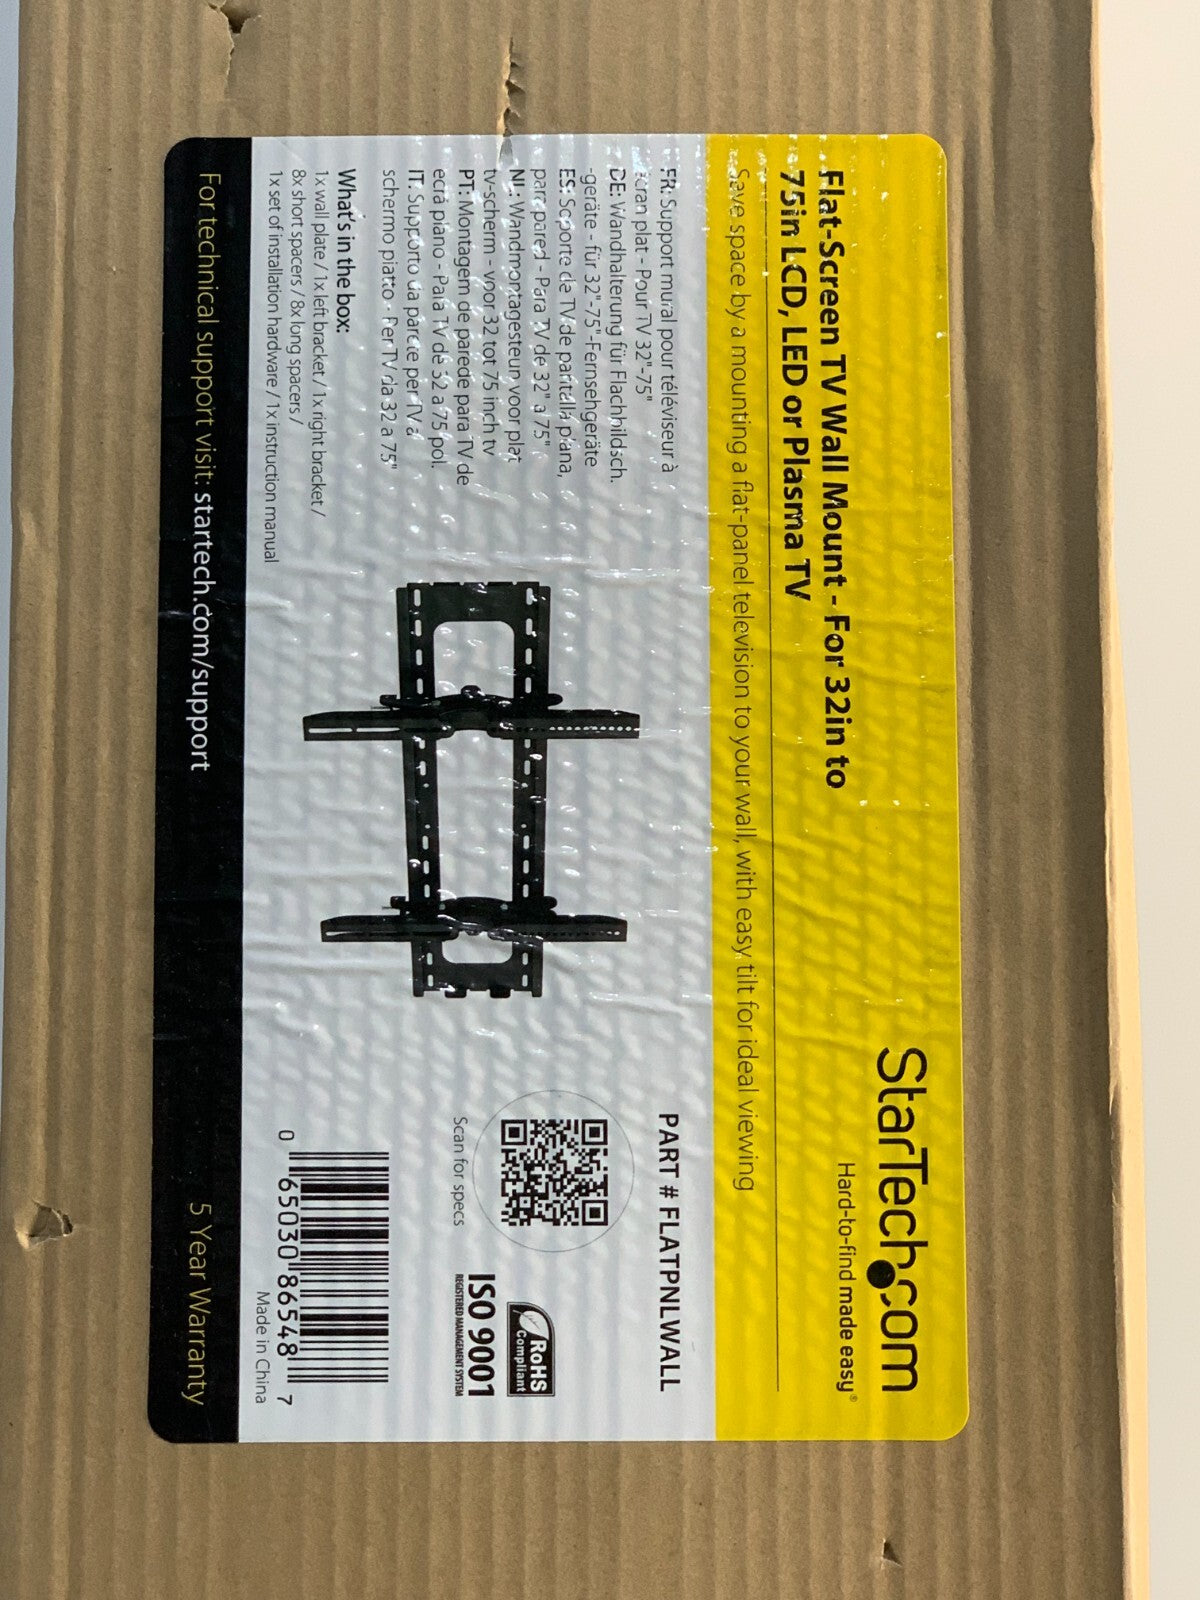 StarTech.com
Hard-to-find made easy®
Flat-Screen TV Wall Mount - For 32in to
75in LCD, LED or Plasma TV
Save space by a mounting a flat-panel television to your wall, with easy tilt for ideal viewing
FR: Support mural pour téléviseur à
écran plat - Pour TV 32"-75"
DE: Wandhalterung für Flachbildsch.
-geräte - für 32"-75"-Fernsehgeräte
ES: Soporte de TV de pantalla plana,
para pared - Para TV de 32" a 75"
NL: Wandmontagesteun voor plat
tv-scherm - voor 32 tot 75 inch tv
PT: Montagem de parede para TV de
ecrã plano - Para TV de 32 a 75 pol.
IT: Supporto da parete per TV a
schermo piatto - Per TV da 32 a 75"
What's in the box:
1x wall plate / 1x left bracket / 1x right bracket /
8x short spacers / 8x long spacers /
1x set of installation hardware / 1x instruction manual
PART # FLATPNLWALL
Scan for specs
RoHS
Compliant
ISO 9001
REGISTERED MANAGEMENT SYSTEM
0 65030 86548 7
Made in China
For technical support visit: startech.com/support
5 Year Warranty